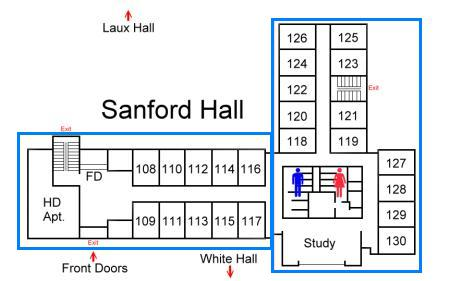 Laux Hall
126
125
124
123
122
Exit
120
121
118
119
Sanford Hall
Exit
FD
108 110 112 114 116
127
128
HD
Apt.
109 111 113 115 117
129
130
Study
Exit
Front Doors
White Hall